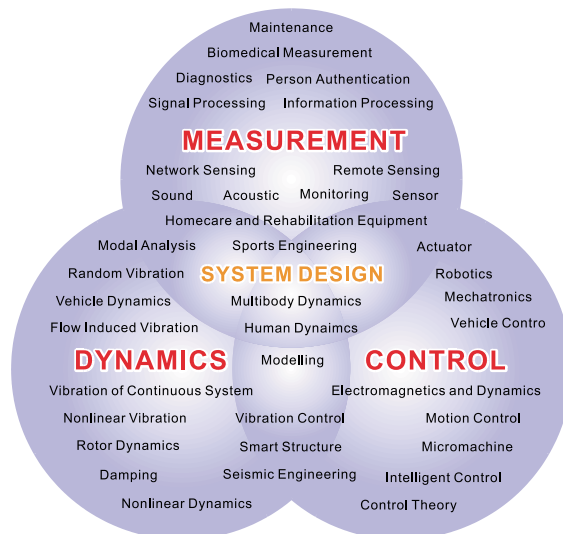 Maintenance
Biomedical Measurement
Diagnostics Person Authentication
Signal Processing Information Processing
MEASUREMENT
Network Sensing Remote Sensing
Sound Acoustic Monitoring Sensor
Homecare and Rehabilitation Equipment
Modal Analysis Sports Engineering Actuator
Random Vibration SYSTEM DESIGN Robotics
Vehicle Dynamics Multibody Dynamics Mechatronics
Flow Induced Vibration Human Dynaimcs Vehicle Contro
DYNAMICS Modelling CONTROL
Vibration of Continuous System Electromagnetics and Dynamics
Nonlinear Vibration Vibration Control Motion Control
Rotor Dynamics Smart Structure Micromachine
Damping Seismic Engineering Intelligent Control
Nonlinear Dynamics Control Theory